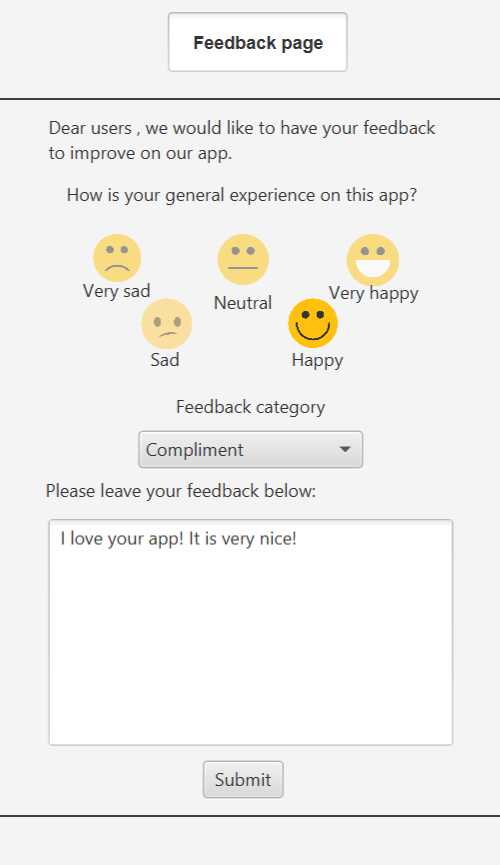 Feedback page
Dear users , we would like to have your feedback
to improve on our app.
How is your general experience on this app?
Very sad
Neutral
Very happy
Sad
Happy
Feedback category
Compliment
Please leave your feedback below:
I love your app! It is very nice!
Submit